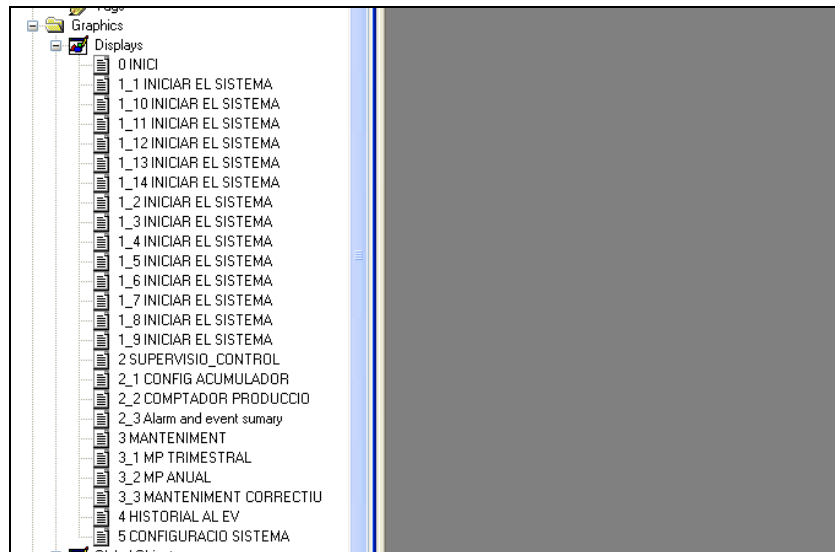 Tags
Graphics
Displays
0 INICI
1_1 INICIAR EL SISTEMA
1_10 INICIAR EL SISTEMA
1_11 INICIAR EL SISTEMA
1_12 INICIAR EL SISTEMA
1_13 INICIAR EL SISTEMA
1_14 INICIAR EL SISTEMA
1_2 INICIAR EL SISTEMA
1_3 INICIAR EL SISTEMA
1_4 INICIAR EL SISTEMA
1_5 INICIAR EL SISTEMA
1_6 INICIAR EL SISTEMA
1_7 INICIAR EL SISTEMA
1_8 INICIAR EL SISTEMA
1_9 INICIAR EL SISTEMA
2 SUPERVISIO_CONTROL
2_1 CONFIG ACUMULADOR
2_2 COMPTADOR PRODUCCIO
2_3 Alarm and event sumary
3 MANTENIMENT
3_1 MP TRIMESTRAL
3_2 MP ANUAL
3_3 MANTENIMENT CORRECTIU
4 HISTORIAL AL EV
5 CONFIGURACIO SISTEMA